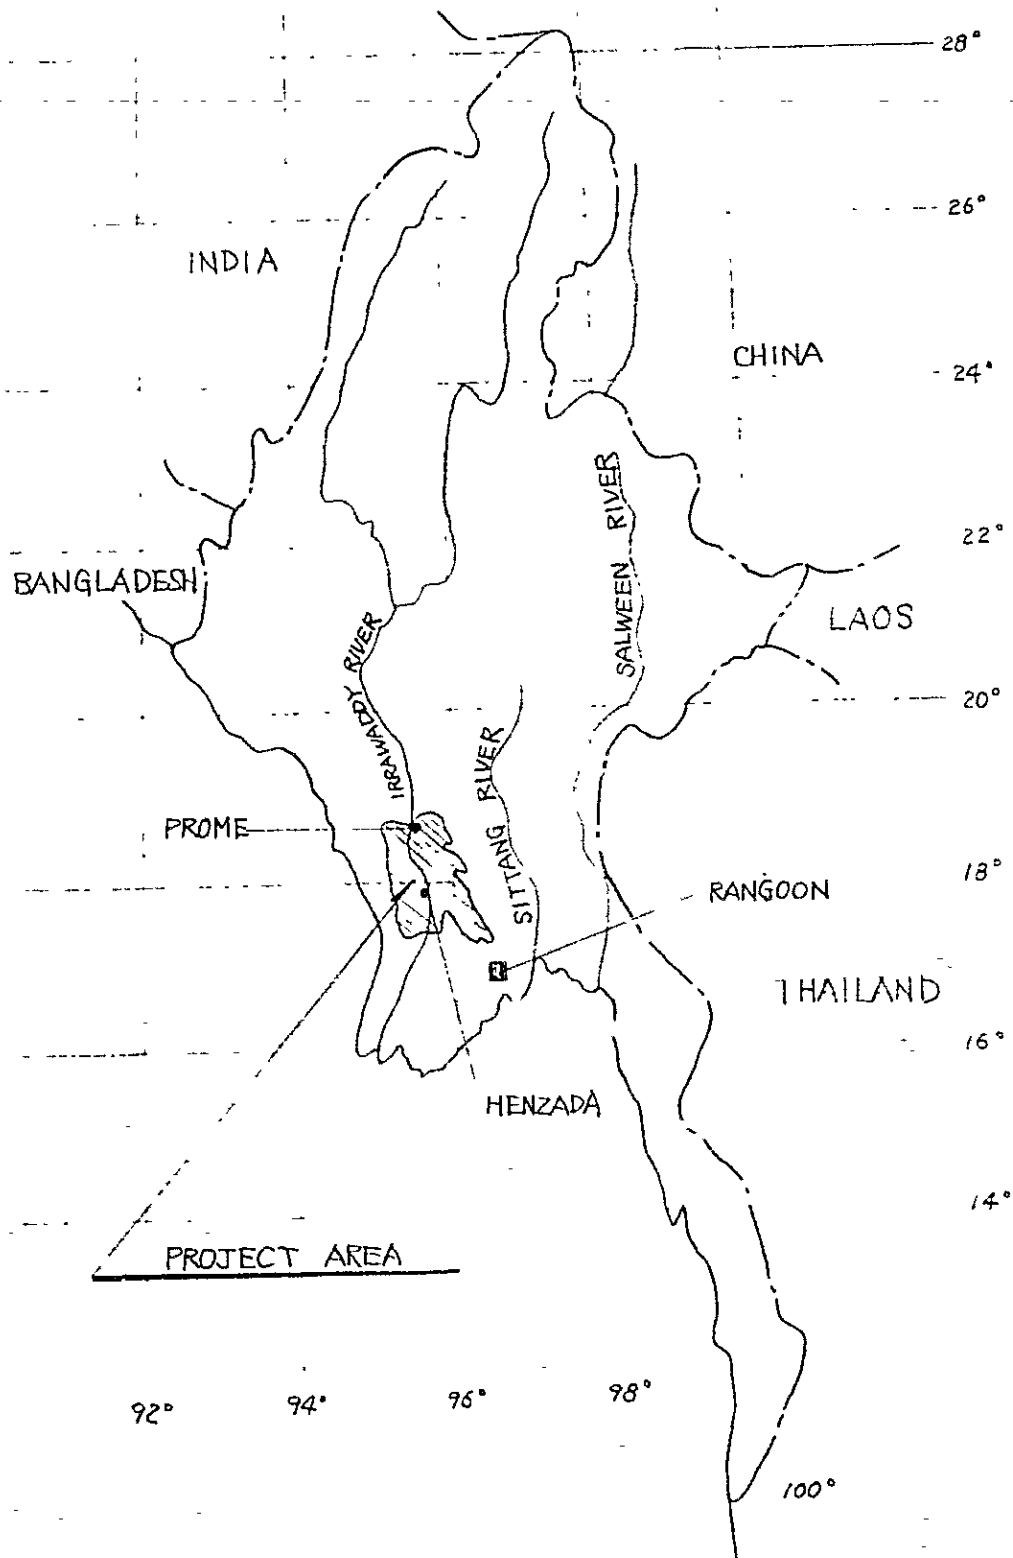 28°
26°
INDIA
CHINA
24°
SALWEEN RIVER
22°
BANGLADESH
LAOS
IRRAWADDY RIVER
20°
SITTANG RIVER
PROME
18°
RANGOON
THAILAND
16°
HENZADA
14°
PROJECT AREA
92°
94°
96°
98°
100°